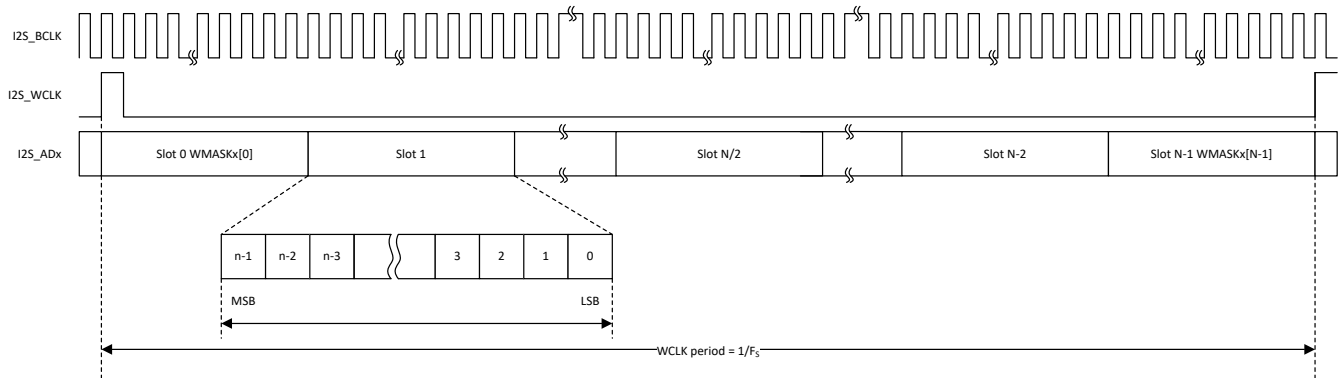 I2S_BCLK
I2S_WCLK
I2S_ADx
Slot 0 WMASKx[0]
Slot 1
Slot N/2
Slot N-2
Slot N-1 WMASKx[N-1]
n-1
n-2
n-3
3
2
1
0
MSB
LSB
WCLK period = 1/FS